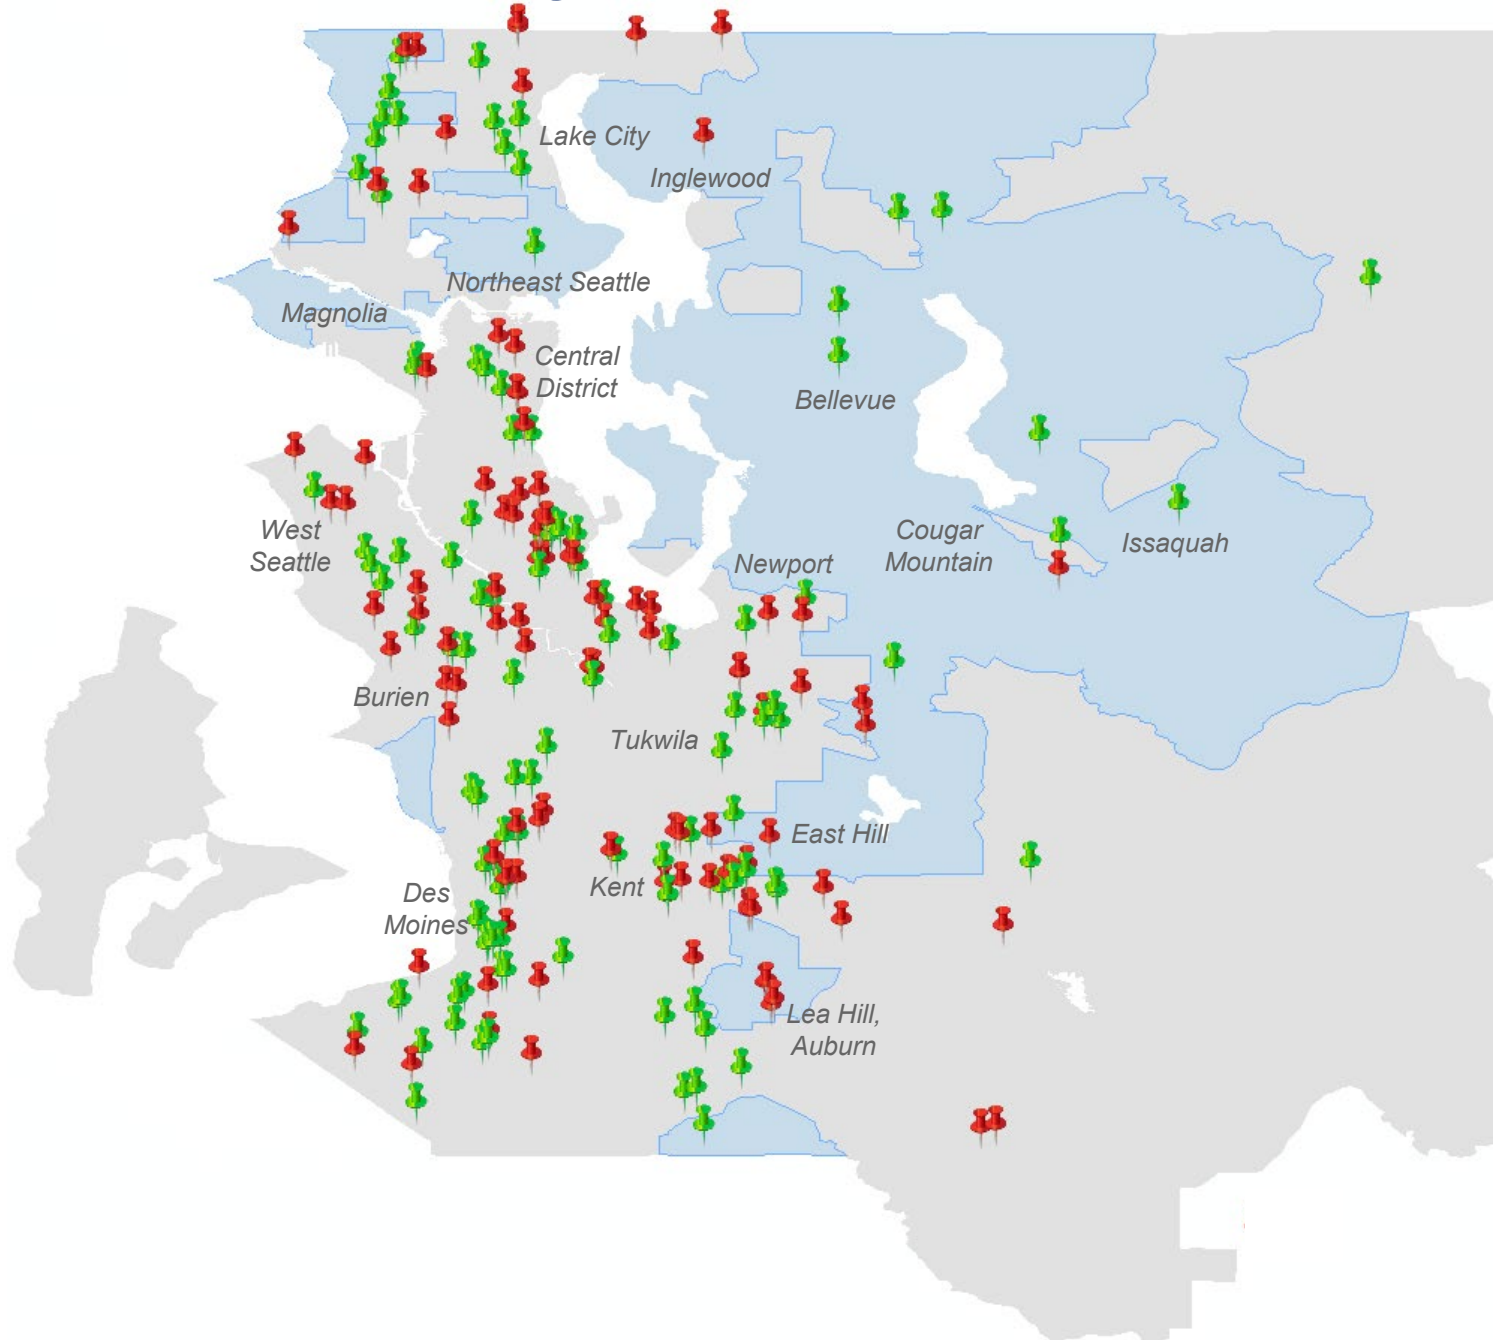 Lake City
Inglewood
Northeast Seattle
Magnolia
Central
District
Bellevue
West
Seattle
Cougar
Mountain
Issaquah
Newport
Burien
Tukwila
East Hill
Kent
Des
Moines
Lea Hill,
Auburn